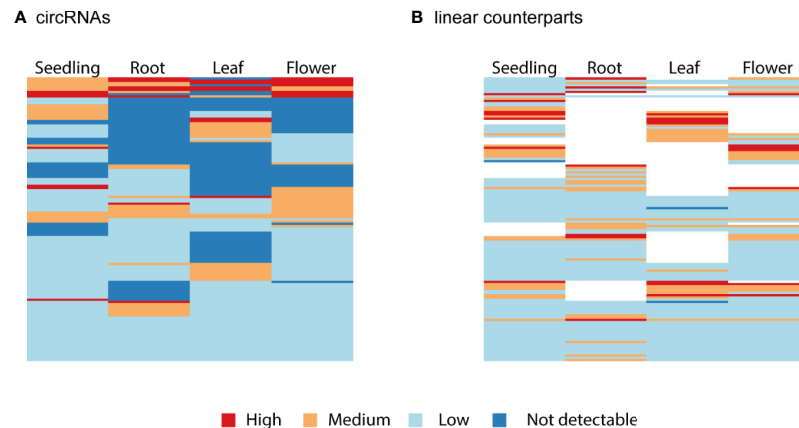 A circRNAs
B linear counterparts
Seedling Root Leaf Flower
Seedling Root Leaf Flower
High Medium Low Not detectable